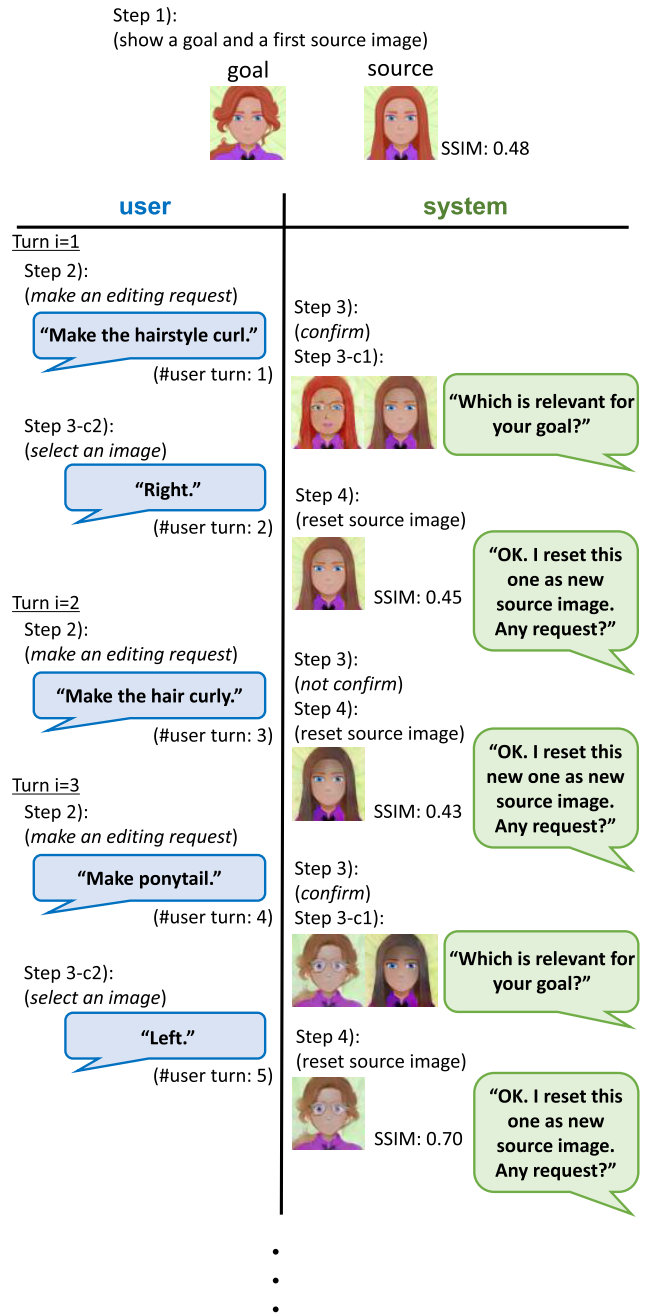 Step 1):
(show a goal and a first source image)
goal
source
SSIM: 0.48
user
system
Turn i=1
Step 2):
(make an editing request)
“Make the hairstyle curl.”
(#user turn: 1)
Step 3):
(confirm)
Step 3-c1):
“Which is relevant for
your goal?”
Step 3-c2):
(select an image)
“Right.”
(#user turn: 2)
Step 4):
(reset source image)
SSIM: 0.45
“OK. I reset this
one as new
source image.
Any request?”
Turn i=2
Step 2):
(make an editing request)
“Make the hair curly.”
(#user turn: 3)
Step 3):
(not confirm)
Step 4):
(reset source image)
SSIM: 0.43
“OK. I reset this
new one as new
source image.
Any request?”
Turn i=3
Step 2):
(make an editing request)
“Make ponytail.”
(#user turn: 4)
Step 3):
(confirm)
Step 3-c1):
“Which is relevant for
your goal?”
Step 3-c2):
(select an image)
“Left.”
(#user turn: 5)
Step 4):
(reset source image)
SSIM: 0.70
“OK. I reset this
one as new
source image.
Any request?”